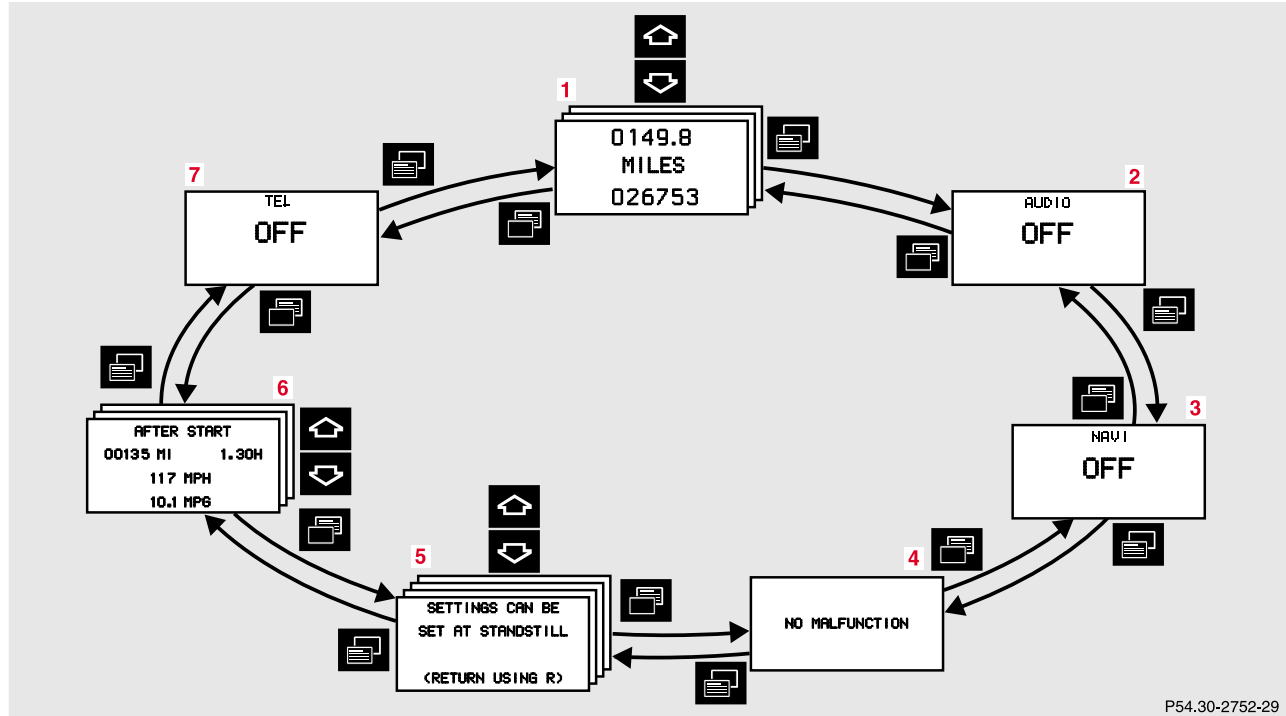 1
0149.8
MILES
026753
7
TEL
OFF
2
AUDIO
OFF
6
AFTER START
00135 MI 1.30H
117 MPH
10.1 MPG
3
NAVI
OFF
5
SETTINGS CAN BE
SET AT STANDSTILL
(RETURN USING R)
4
NO MALFUNCTION
P54.30-2752-29